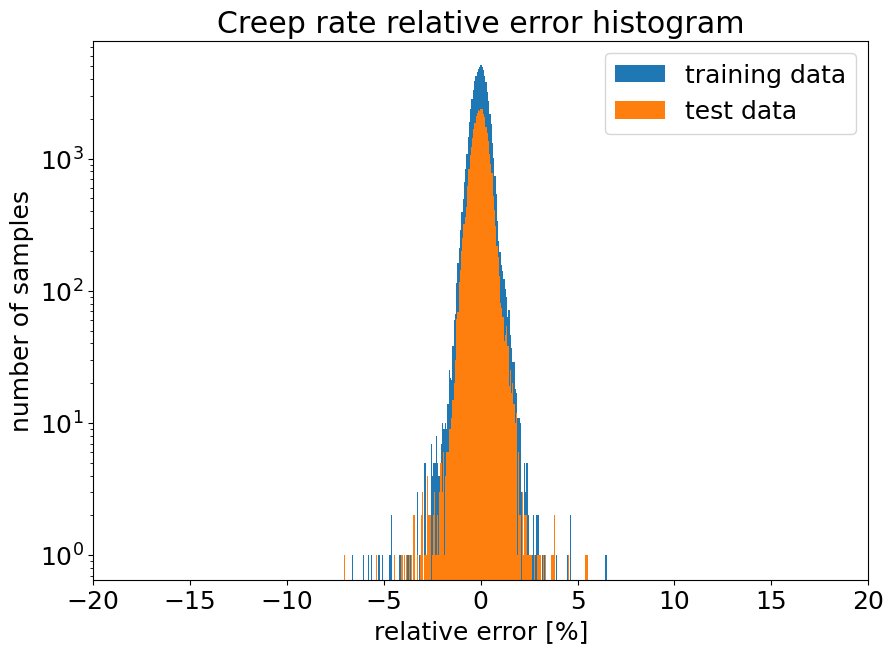 Creep rate relative error histogram
training data
test data
number of samples
10³
10²
10¹
10⁰
−20 −15 −10 −5 0 5 10 15 20
relative error [%]